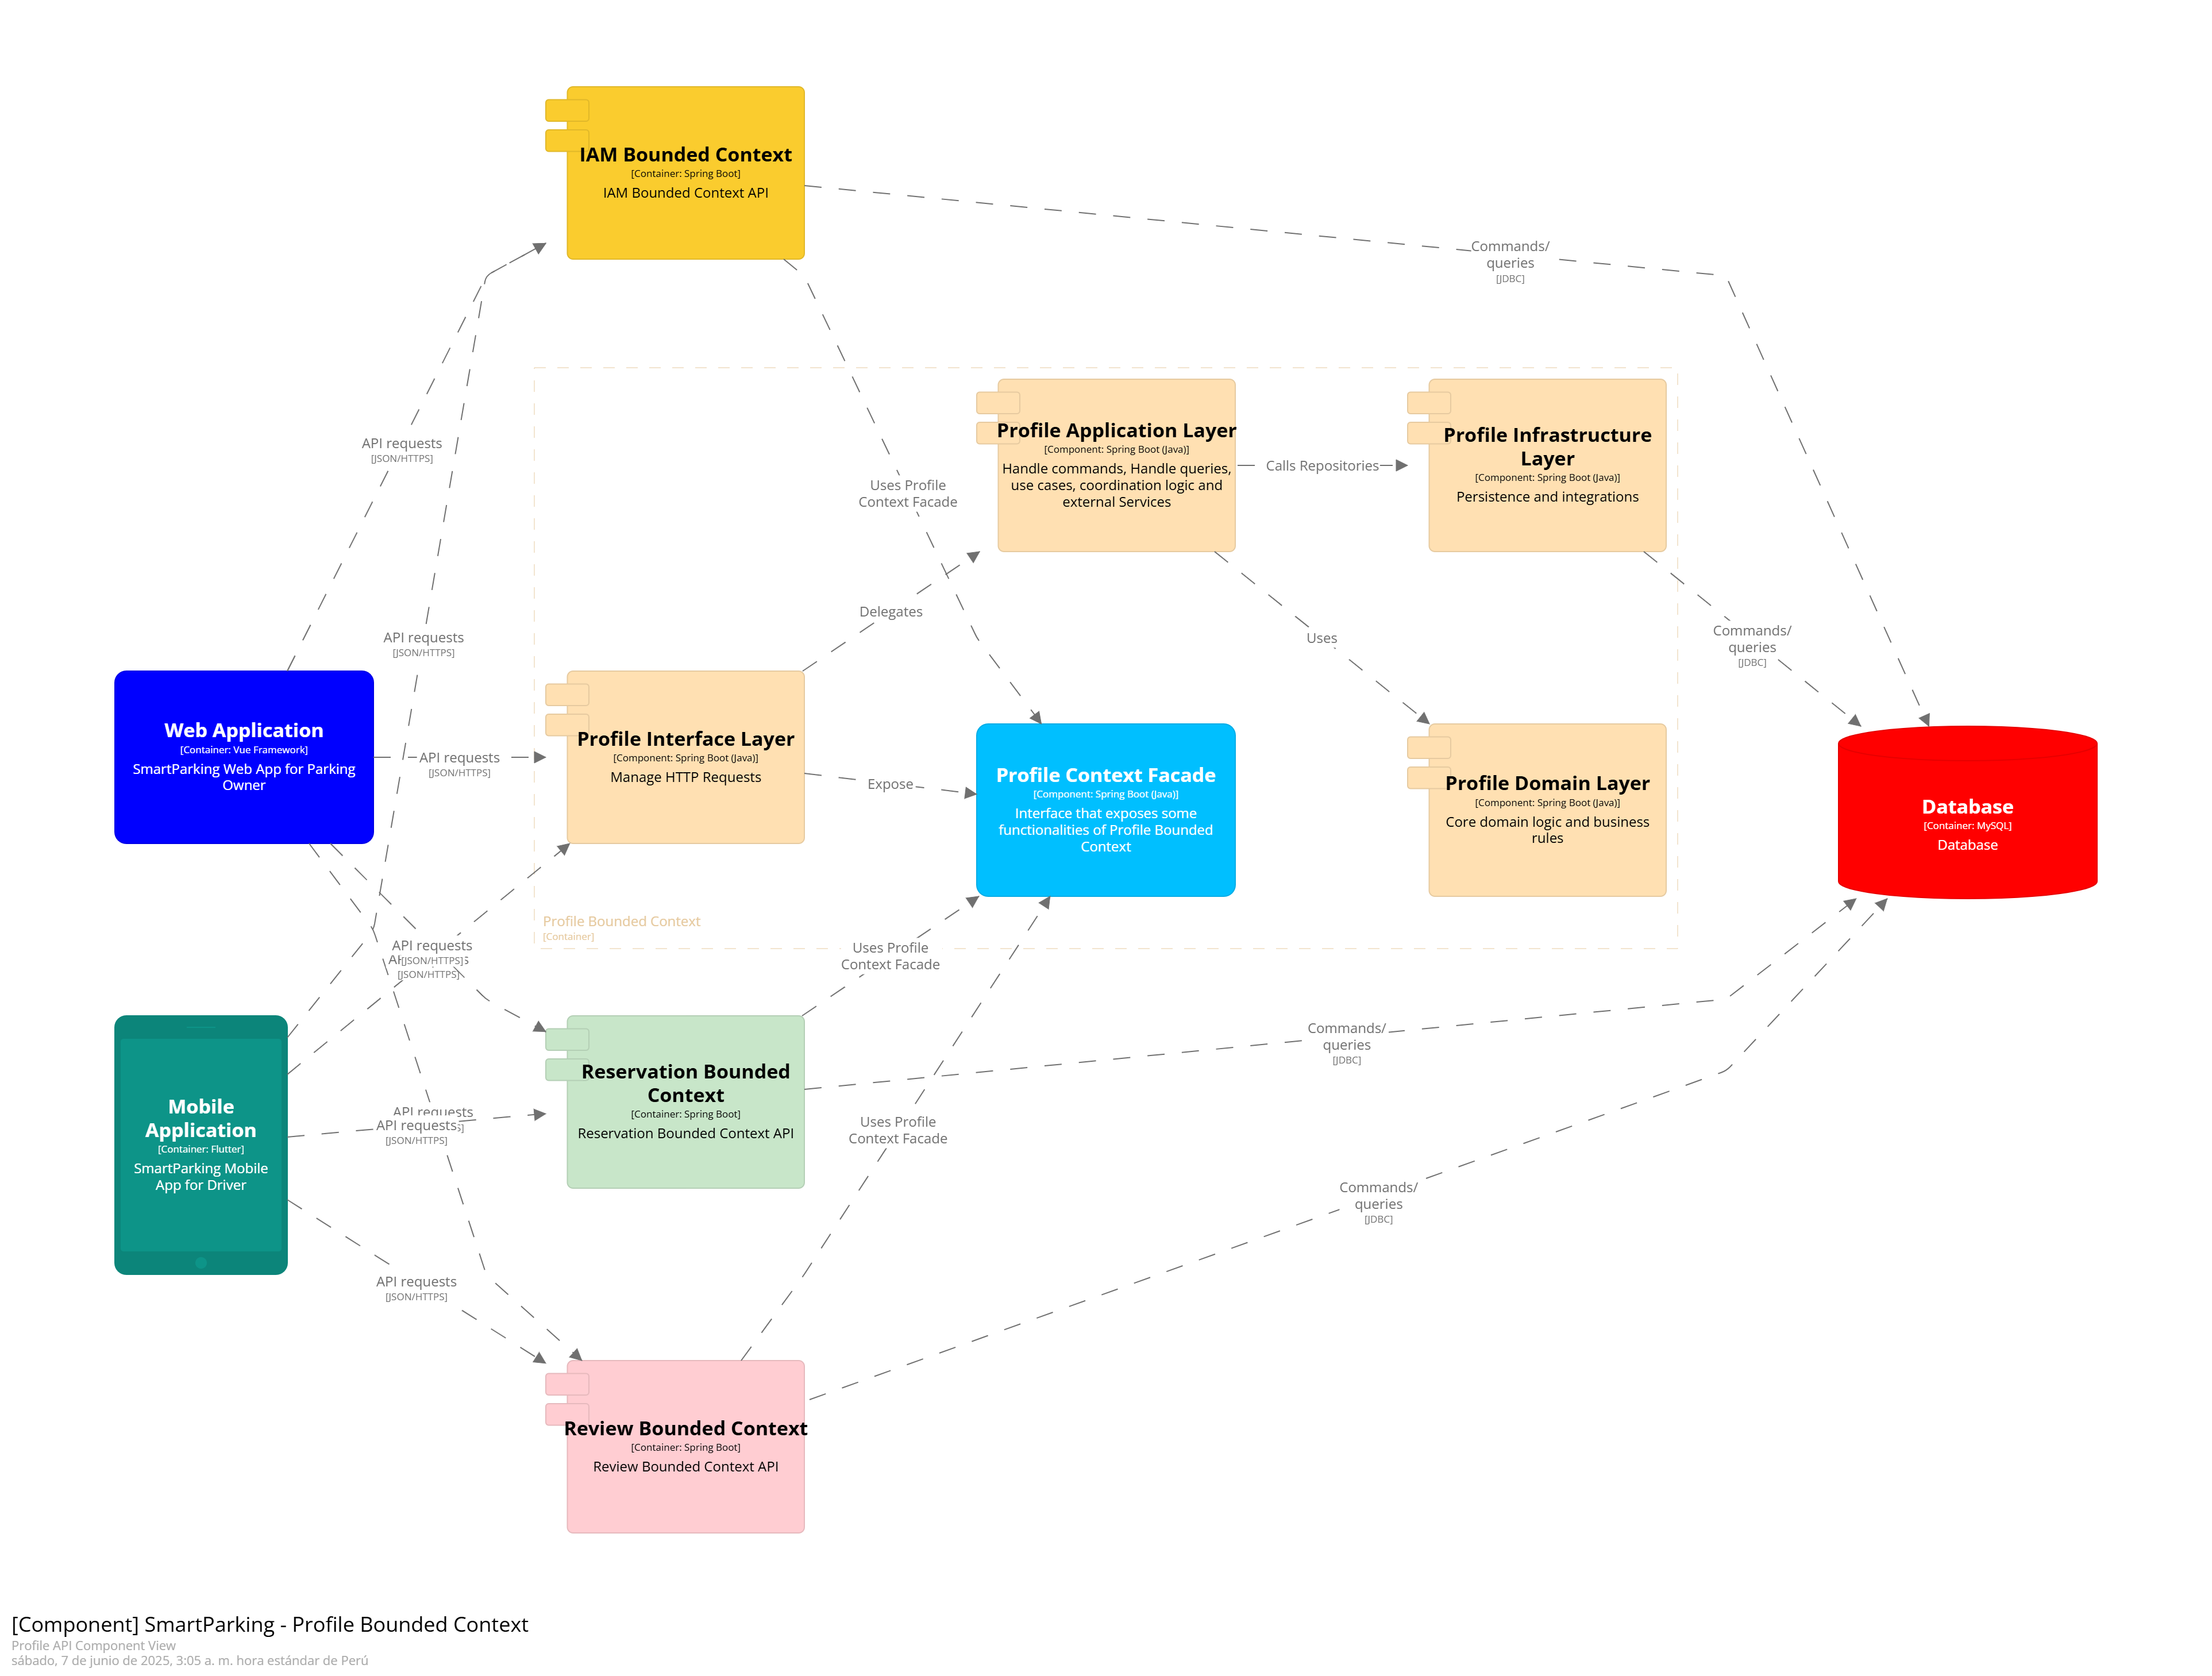 IAM Bounded Context
[Container: Spring Boot]
IAM Bounded Context API
Commands/
queries
[JDBC]
API requests
[JSON/HTTPS]
Uses Profile
Context Facade
Profile Application Layer
[Component: Spring Boot (Java)]
Handle commands, Handle queries,
use cases, coordination logic and
external Services
Calls Repositories
Profile Infrastructure
Layer
[Component: Spring Boot (Java)]
Persistence and integrations
API requests
[JSON/HTTPS]
Delegates
Uses
Commands/
queries
[JDBC]
Web Application
[Container: Vue Framework]
SmartParking Web App for Parking
Owner
API requests
[JSON/HTTPS]
Profile Interface Layer
[Component: Spring Boot (Java)]
Manage HTTP Requests
Expose
Profile Context Facade
[Component: Spring Boot (Java)]
Interface that exposes some
functionalities of Profile Bounded
Context
Profile Domain Layer
[Component: Spring Boot (Java)]
Core domain logic and business
rules
Database
[Container: MySQL]
Database
Profile Bounded Context
[Container]
API requests
[JSON/HTTPS]
[JSON/HTTPS]
Uses Profile
Context Facade
Mobile
Application
[Container: Flutter]
SmartParking Mobile
App for Driver
API requests
API requests
[JSON/HTTPS]
Reservation Bounded
Context
[Container: Spring Boot]
Reservation Bounded Context API
Commands/
queries
[JDBC]
Uses Profile
Context Facade
Commands/
queries
[JDBC]
API requests
[JSON/HTTPS]
Review Bounded Context
[Container: Spring Boot]
Review Bounded Context API
[Component] SmartParking - Profile Bounded Context
Profile API Component View
sábado, 7 de junio de 2025, 3:05 a. m. hora estándar de Perú